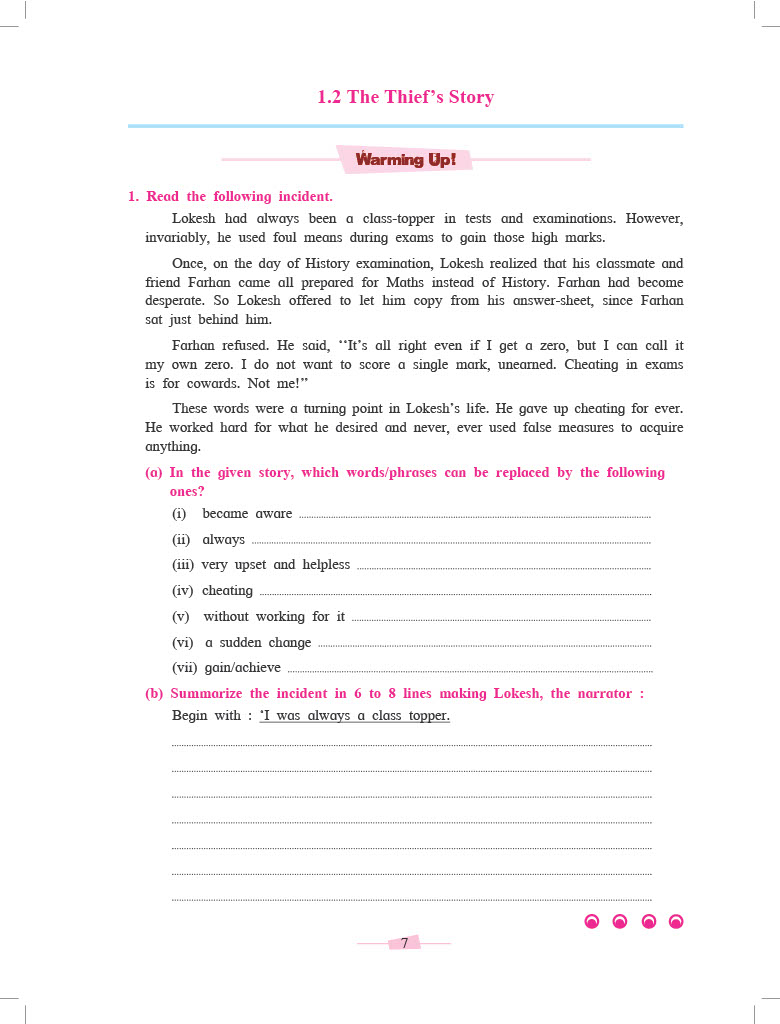 1.2 The Thief’s Story
Warming Up!
1. Read the following incident.
Lokesh had always been a class-topper in tests and examinations. However,
invariably, he used foul means during exams to gain those high marks.
Once, on the day of History examination, Lokesh realized that his classmate and
friend Farhan came all prepared for Maths instead of History. Farhan had become
desperate. So Lokesh offered to let him copy from his answer-sheet, since Farhan
sat just behind him.
Farhan refused. He said, ‘‘It’s all right even if I get a zero, but I can call it
my own zero. I do not want to score a single mark, unearned. Cheating in exams
is for cowards. Not me!”
These words were a turning point in Lokesh’s life. He gave up cheating for ever.
He worked hard for what he desired and never, ever used false measures to acquire
anything.
(a) In the given story, which words/phrases can be replaced by the following
ones?
(i) became aware
(ii) always
(iii) very upset and helpless
(iv) cheating
(v) without working for it
(vi) a sudden change
(vii) gain/achieve
(b) Summarize the incident in 6 to 8 lines making Lokesh, the narrator :
Begin with : ‘I was always a class topper.
7